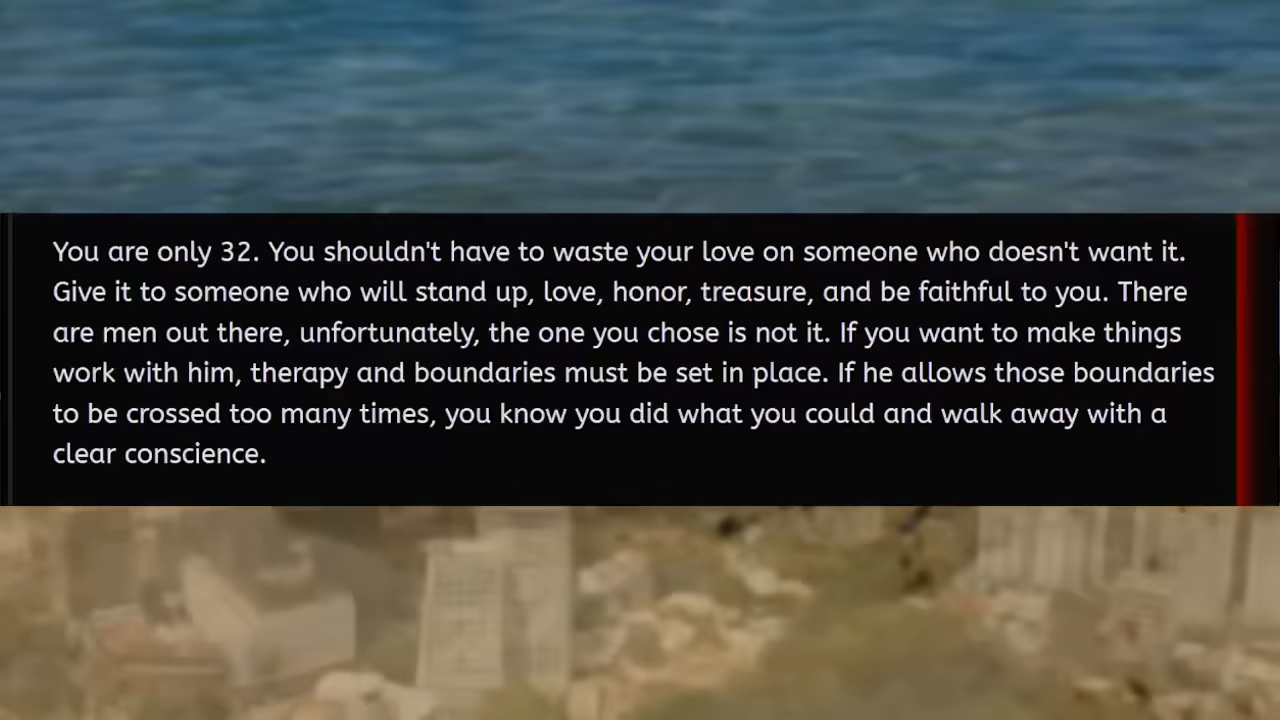 You are only 32. You shouldn't have to waste your love on someone who doesn't want it.
Give it to someone who will stand up, love, honor, treasure, and be faithful to you. There
are men out there, unfortunately, the one you chose is not it. If you want to make things
work with him, therapy and boundaries must be set in place. If he allows those boundaries
to be crossed too many times, you know you did what you could and walk away with a
clear conscience.